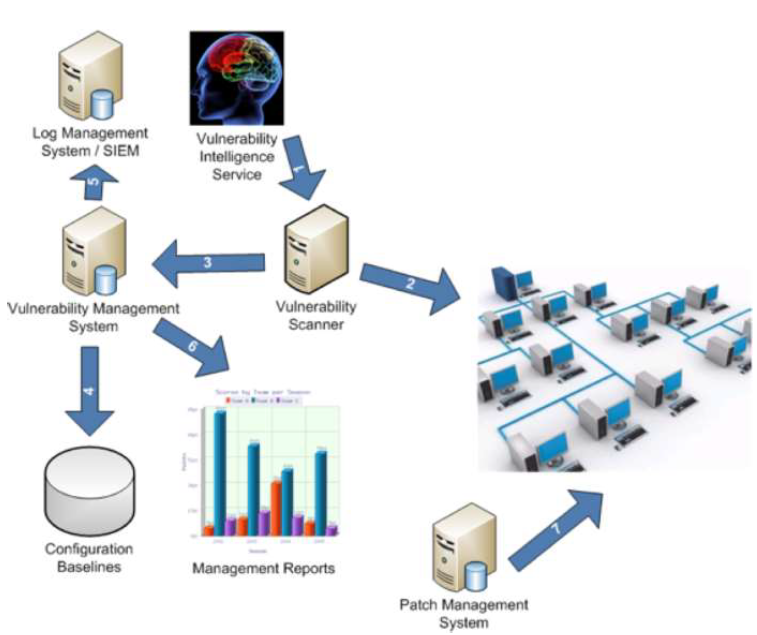 Log Management
System / SIEM
Vulnerability
Intelligence
Service
1
5
3
2
Vulnerability Management
System
Vulnerability
Scanner
6
4
Configuration
Baselines
Management Reports
7
Patch Management
System